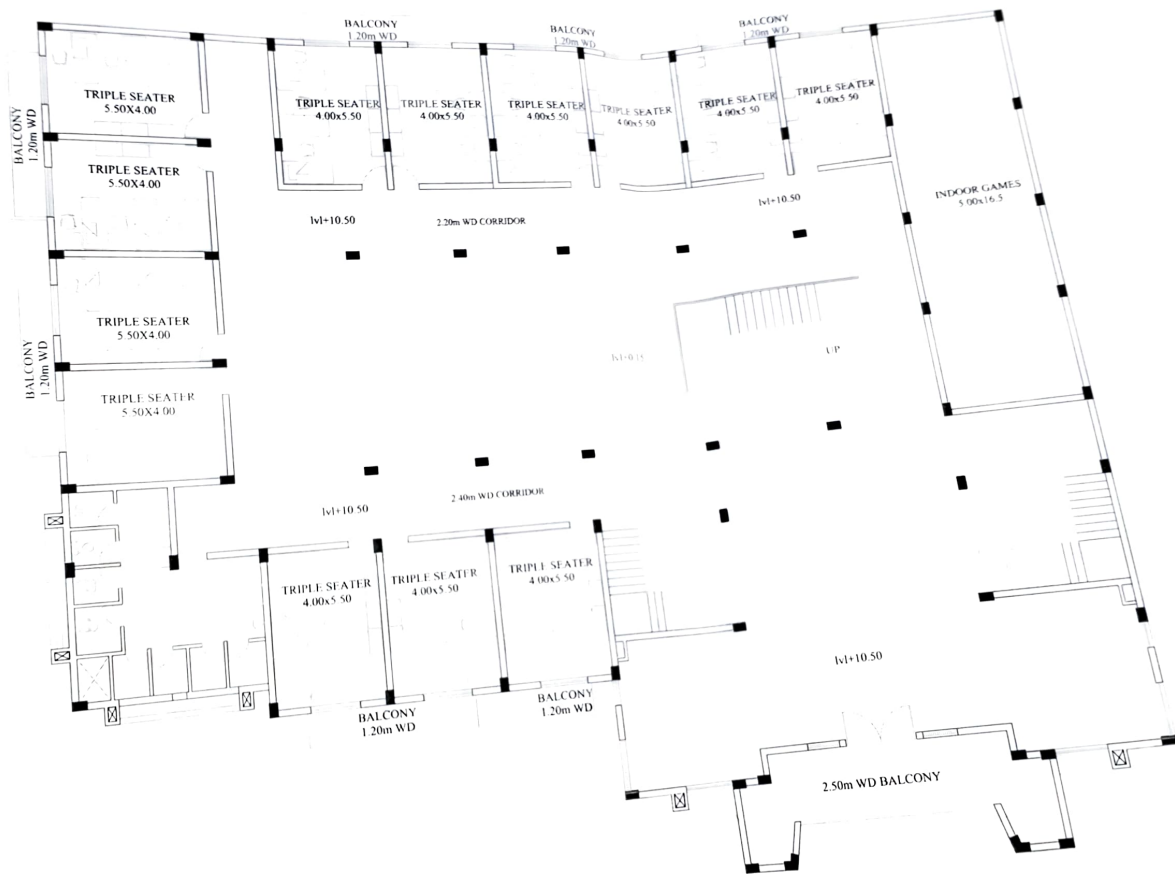 BALCONY
1.20m WD
BALCONY
1.20m WD
BALCONY
1.20m WD
TRIPLE SEATER
5.50X4.00
TRIPLE SEATER
4.00x5.50
TRIPLE SEATER
4.00x5.50
TRIPLE SEATER
4.00x5.50
TRIPLE SEATER
4.00x5.50
TRIPLE SEATER
4.00x5.50
TRIPLE SEATER
4.00x5.50
BALCONY
1.20m WD
TRIPLE SEATER
5.50X4.00
INDOOR GAMES
5.00x16.5
lvl+10.50
2.20m WD CORRIDOR
lvl+10.50
TRIPLE SEATER
5.50X4.00
UP
BALCONY
1.20m WD
TRIPLE SEATER
5.50X4.00
lvl+10.50
2.40m WD CORRIDOR
TRIPLE SEATER
4.00x5.50
TRIPLE SEATER
4.00x5.50
TRIPLE SEATER
4.00x5.50
lvl+10.50
BALCONY
1.20m WD
BALCONY
1.20m WD
2.50m WD BALCONY